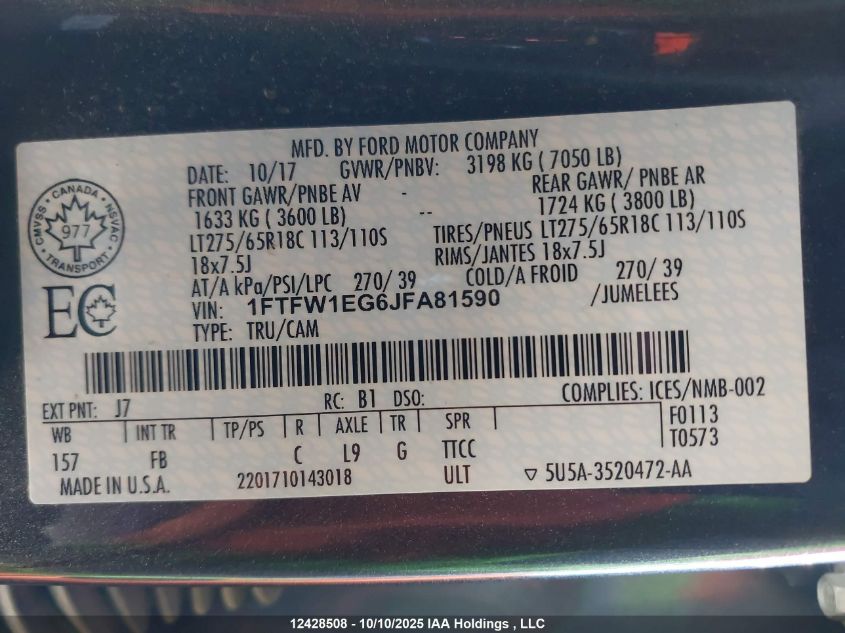 MFD. BY FORD MOTOR COMPANY
DATE: 10/17 GVWR/PNBV: 3198 KG ( 7050 LB)
FRONT GAWR/PNBE AV - REAR GAWR/ PNBE AR
1633 KG ( 3600 LB) -- 1724 KG ( 3800 LB)
LT275/65R18C 113/110S TIRES/PNEUS LT275/65R18C 113/110S
18x7.5J RIMS/JANTES 18x7.5J
AT/A kPa/PSI/LPC 270/ 39 COLD/A FROID 270/ 39
VIN: 1FTFW1EG6JFA81590 /JUMELEES
TYPE: TRU/CAM
CANADA
CMVSS 977 NSVAC
TRANSPORT
EC
EXT PNT: J7 RC: B1 DSO: COMPLIES: ICES/NMB-002
WB INT TR TP/PS R AXLE TR SPR F0113
157 FB C L9 G TTCC T0573
MADE IN U.S.A. 2201710143018 ULT ▽ 5U5A-3520472-AA
12428508 - 10/10/2025 IAA Holdings , LLC